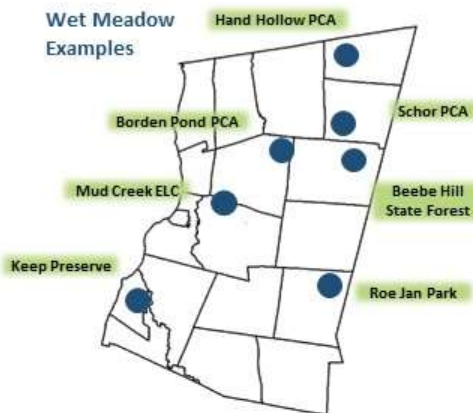 Wet Meadow
Examples
Hand Hollow PCA
Schor PCA
Borden Pond PCA
Mud Creek ELC
Beebe Hill
State Forest
Keep Preserve
Roe Jan Park